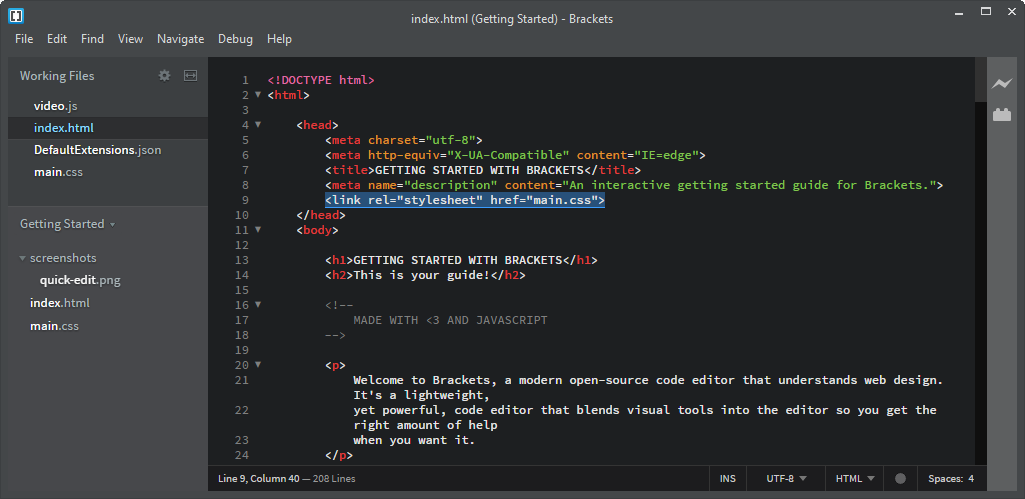 index.html (Getting Started) - Brackets
File Edit Find View Navigate Debug Help
Working Files
video.js
index.html
DefaultExtensions.json
main.css
Getting Started
screenshots
quick-edit.png
index.html
main.css
1 <!DOCTYPE html>
2 <html>
3
4 <head>
5 <meta charset="utf-8">
6 <meta http-equiv="X-UA-Compatible" content="IE=edge">
7 <title>GETTING STARTED WITH BRACKETS</title>
8 <meta name="description" content="An interactive getting started guide for Brackets.">
9 <link rel="stylesheet" href="main.css">
10 </head>
11 <body>
12
13 <h1>GETTING STARTED WITH BRACKETS</h1>
14 <h2>This is your guide!</h2>
15
16 <!--
17 MADE WITH <3 AND JAVASCRIPT
18 -->
19
20 <p>
21 Welcome to Brackets, a modern open-source code editor that understands web design.
It's a lightweight,
22 yet powerful, code editor that blends visual tools into the editor so you get the
right amount of help
23 when you want it.
24 </p>
Line 9, Column 40 — 208 Lines
INS
UTF-8
HTML
Spaces: 4